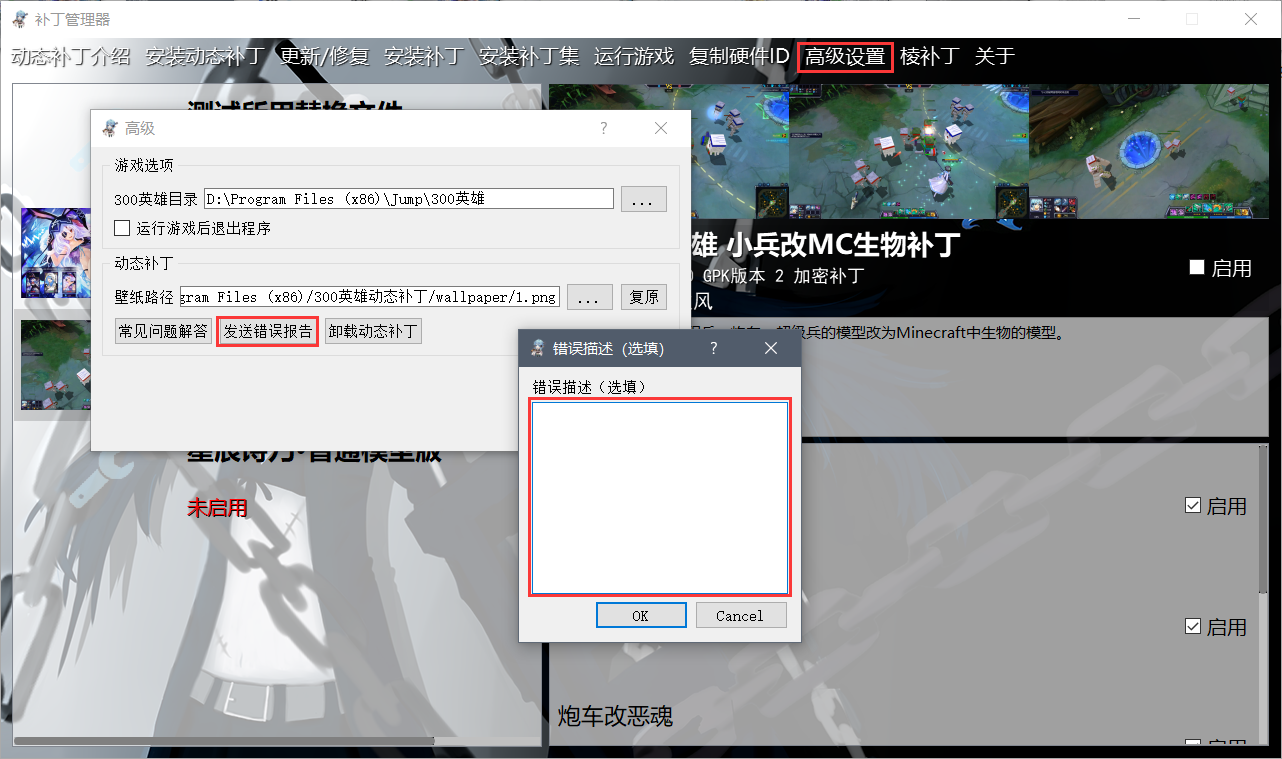 补丁管理器
动态补丁介绍 安装动态补丁 更新/修复 安装补丁 安装补丁集 运行游戏 复制硬件ID 高级设置 棱补丁 关于
测试所用替换文件
高级
?
游戏选项
300英雄目录 D:\Program Files (x86)\Jump\300英雄 ...
运行游戏后退出程序
动态补丁
壁纸路径 gram Files (x86)/300英雄动态补丁/wallpaper/1.png ... 复原
常见问题解答 发送错误报告 卸载动态补丁
雄 小兵改MC生物补丁
) GPK版本 2 加密补丁
风
启用
超级兵的模型改为Minecraft中生物的模型。
错误描述（选填）
?
错误描述（选填）
OK Cancel
未启用
启用
启用
炮车改恶魂